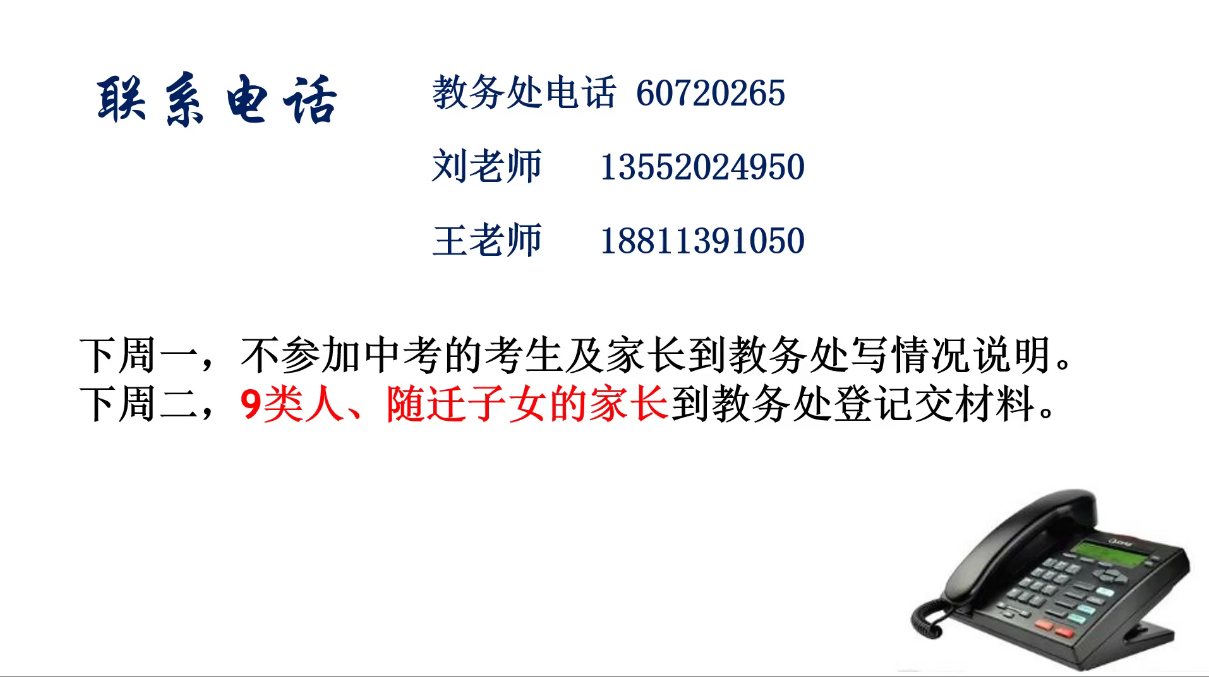 联系电话
教务处电话 60720265
刘老师 13552024950
王老师 18811391050
下周一，不参加中考的考生及家长到教务处写情况说明。
下周二，9类人、随迁子女的家长到教务处登记交材料。